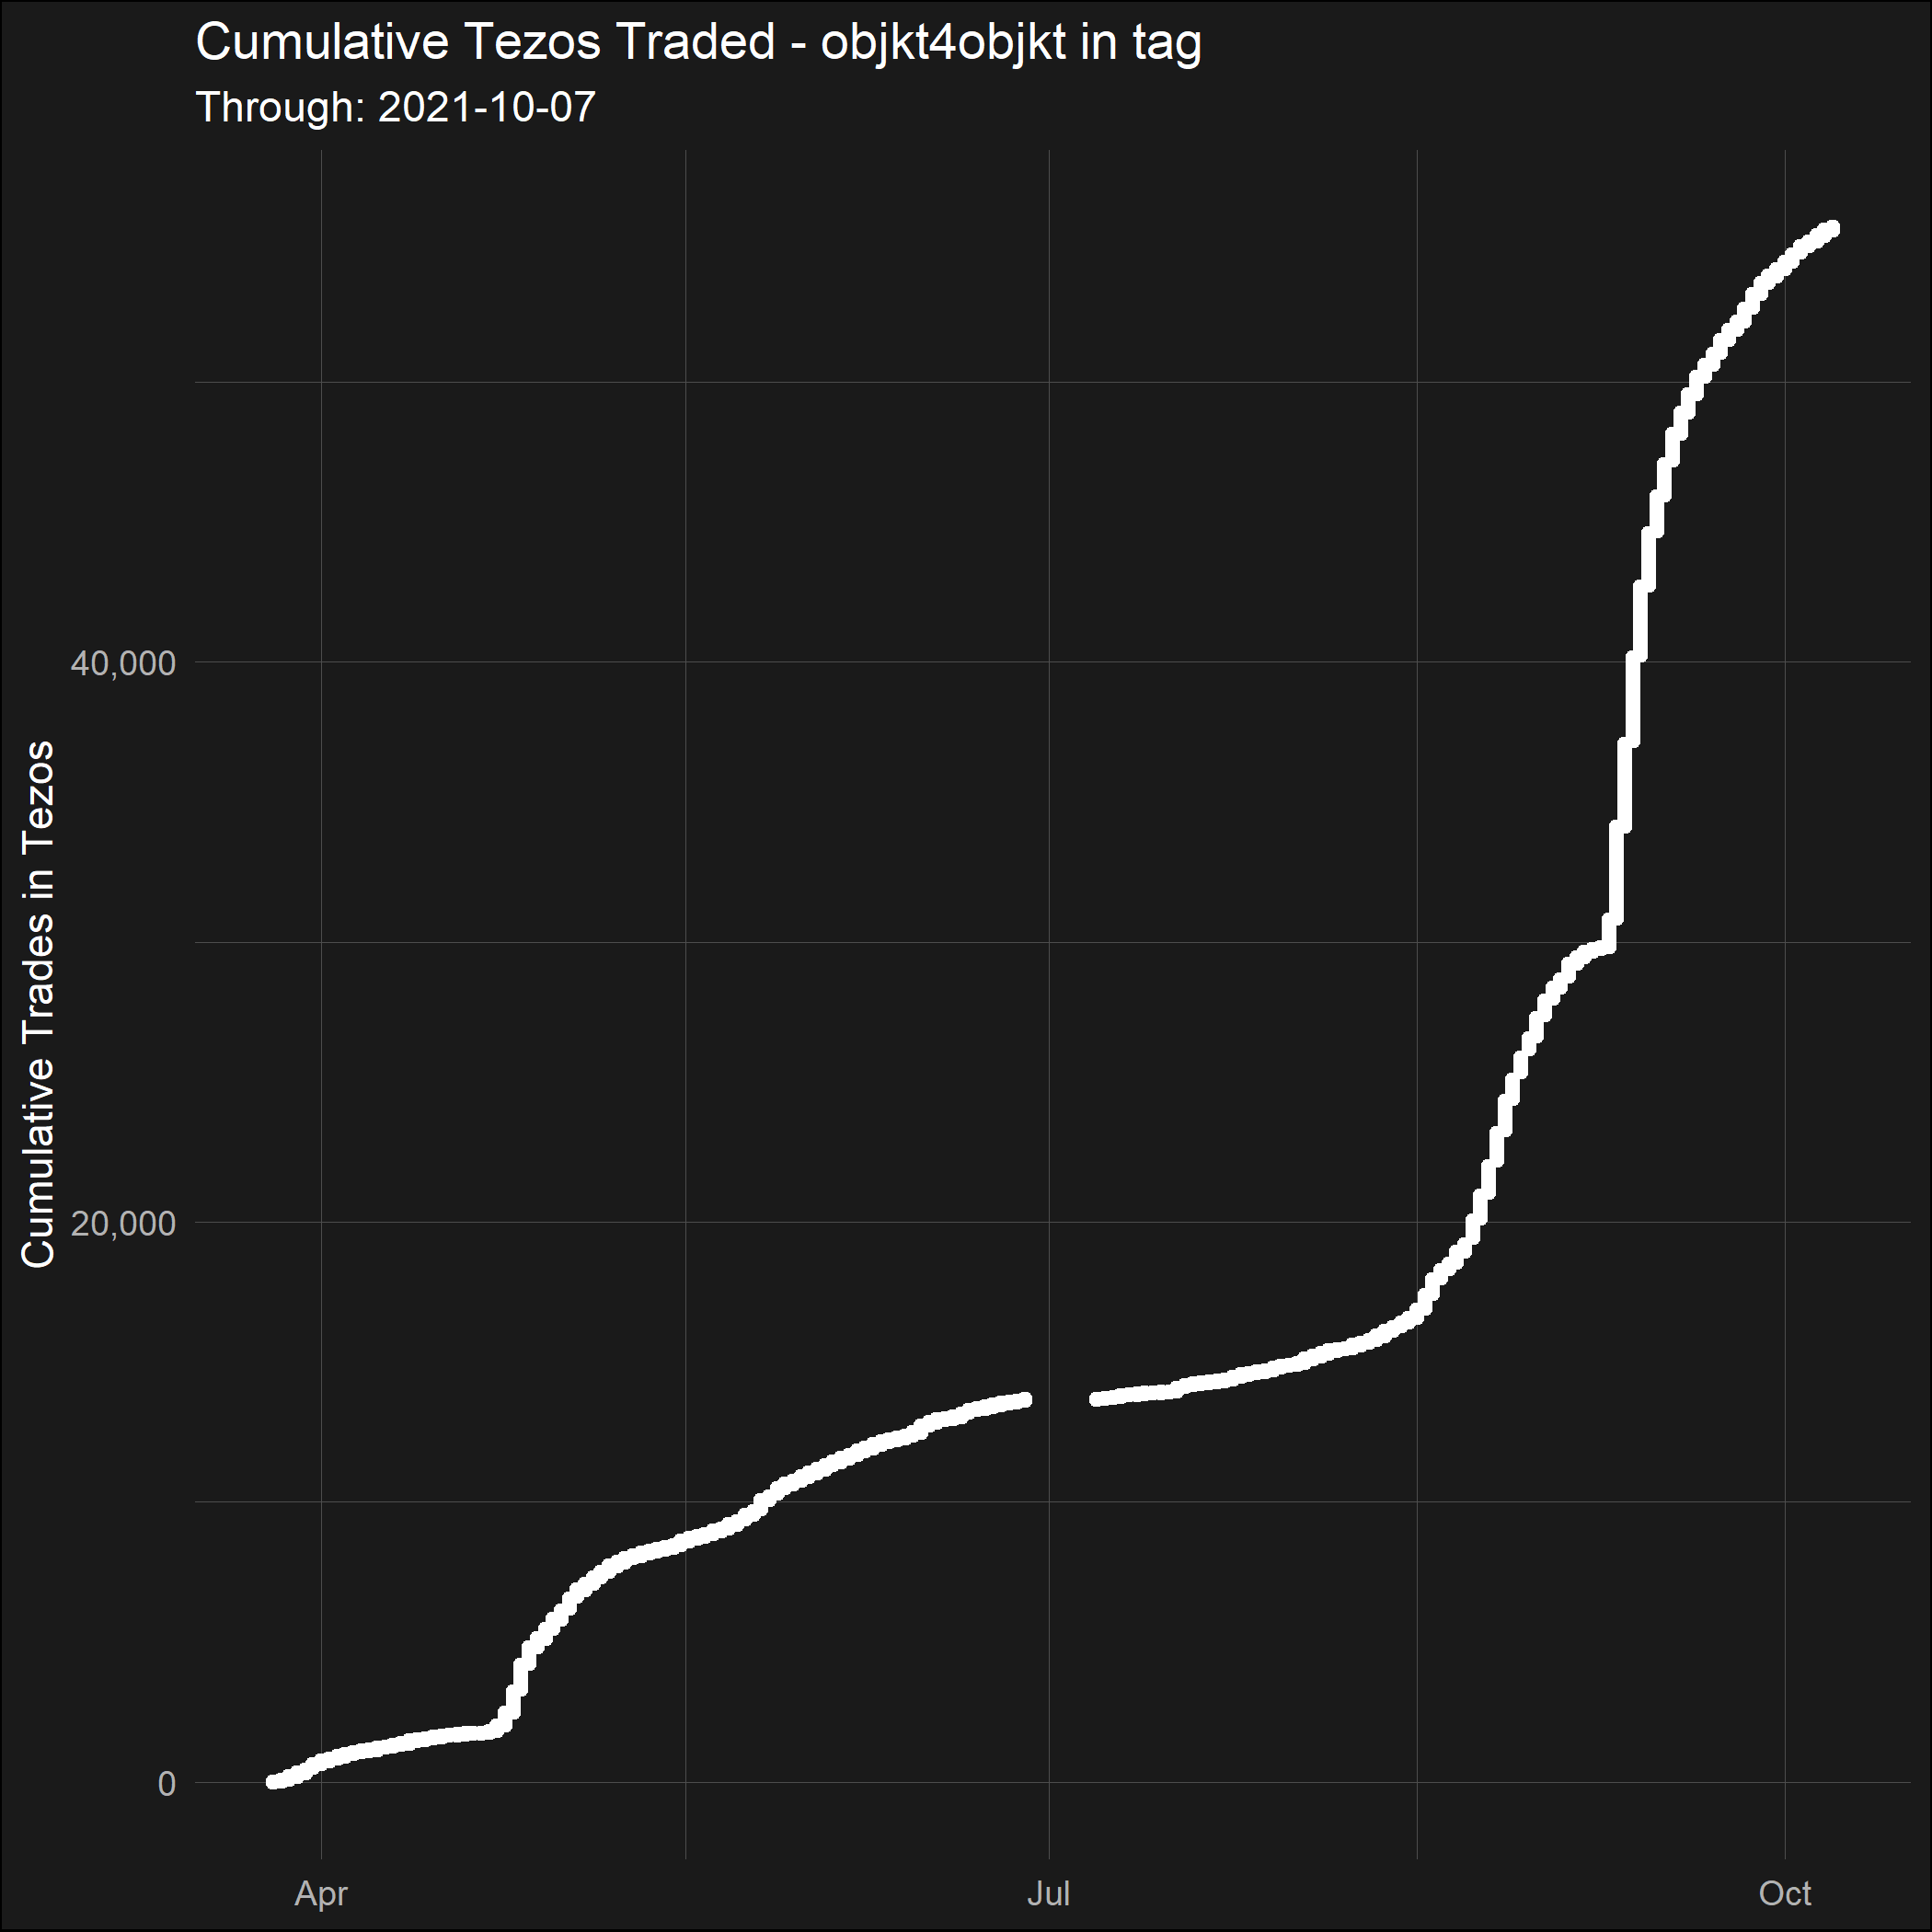 Cumulative Tezos Traded - objkt4objkt in tag
Through: 2021-10-07
Cumulative Trades in Tezos
40,000
20,000
0
Apr
Jul
Oct